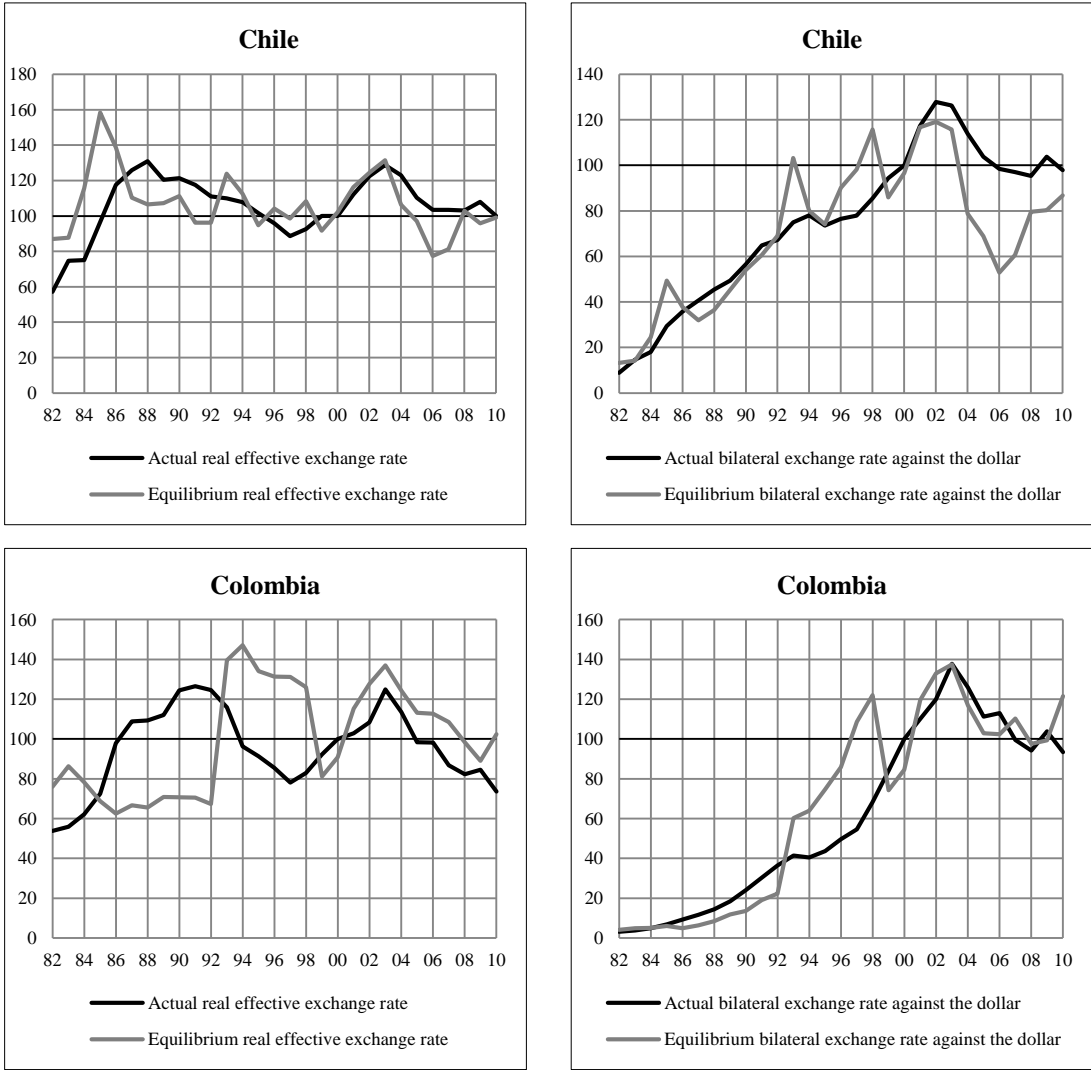 Chile
180
160
140
120
100
80
60
40
20
0
82 84 86 88 90 92 94 96 98 00 02 04 06 08 10
Actual real effective exchange rate
Equilibrium real effective exchange rate
Chile
140
120
100
80
60
40
20
0
82 84 86 88 90 92 94 96 98 00 02 04 06 08 10
Actual bilateral exchange rate against the dollar
Equilibrium bilateral exchange rate against the dollar
Colombia
160
140
120
100
80
60
40
20
0
82 84 86 88 90 92 94 96 98 00 02 04 06 08 10
Actual real effective exchange rate
Equilibrium real effective exchange rate
Colombia
160
140
120
100
80
60
40
20
0
82 84 86 88 90 92 94 96 98 00 02 04 06 08 10
Actual bilateral exchange rate against the dollar
Equilibrium bilateral exchange rate against the dollar